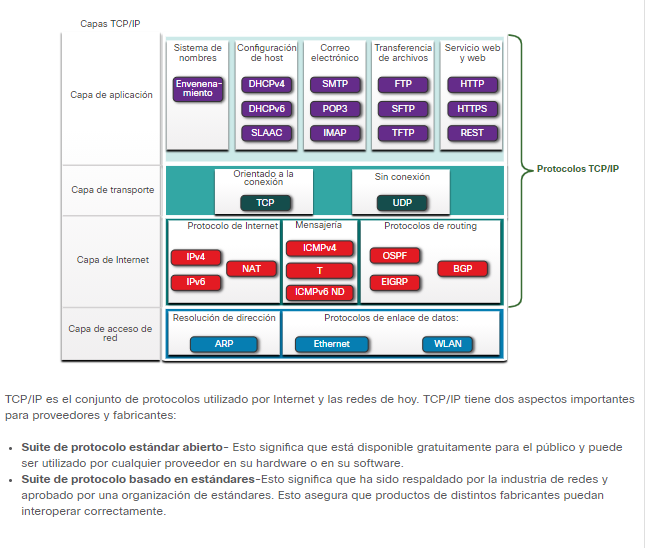 Capas TCP/IP
Capa de aplicación
Sistema de
nombres
Envenena-
miento
Configuración
de host
DHCPv4
DHCPv6
SLAAC
Correo
electrónico
SMTP
POP3
IMAP
Transferencia
de archivos
FTP
SFTP
TFTP
Servicio web
y web
HTTP
HTTPS
REST
Protocolos TCP/IP
Capa de transporte
Orientado a la
conexión
TCP
Sin conexión
UDP
Capa de Internet
Protocolo de Internet
IPv4
IPv6
NAT
Mensajería
ICMPv4
T
ICMPv6 ND
Protocolos de routing
OSPF
EIGRP
BGP
Capa de acceso de
red
Resolución de dirección
ARP
Protocolos de enlace de datos:
Ethernet
WLAN
TCP/IP es el conjunto de protocolos utilizado por Internet y las redes de hoy. TCP/IP tiene dos aspectos importantes
para proveedores y fabricantes:
• Suite de protocolo estándar abierto- Esto significa que está disponible gratuitamente para el público y puede
ser utilizado por cualquier proveedor en su hardware o en su software.
• Suite de protocolo basado en estándares-Esto significa que ha sido respaldado por la industria de redes y
aprobado por una organización de estándares. Esto asegura que productos de distintos fabricantes puedan
interoperar correctamente.